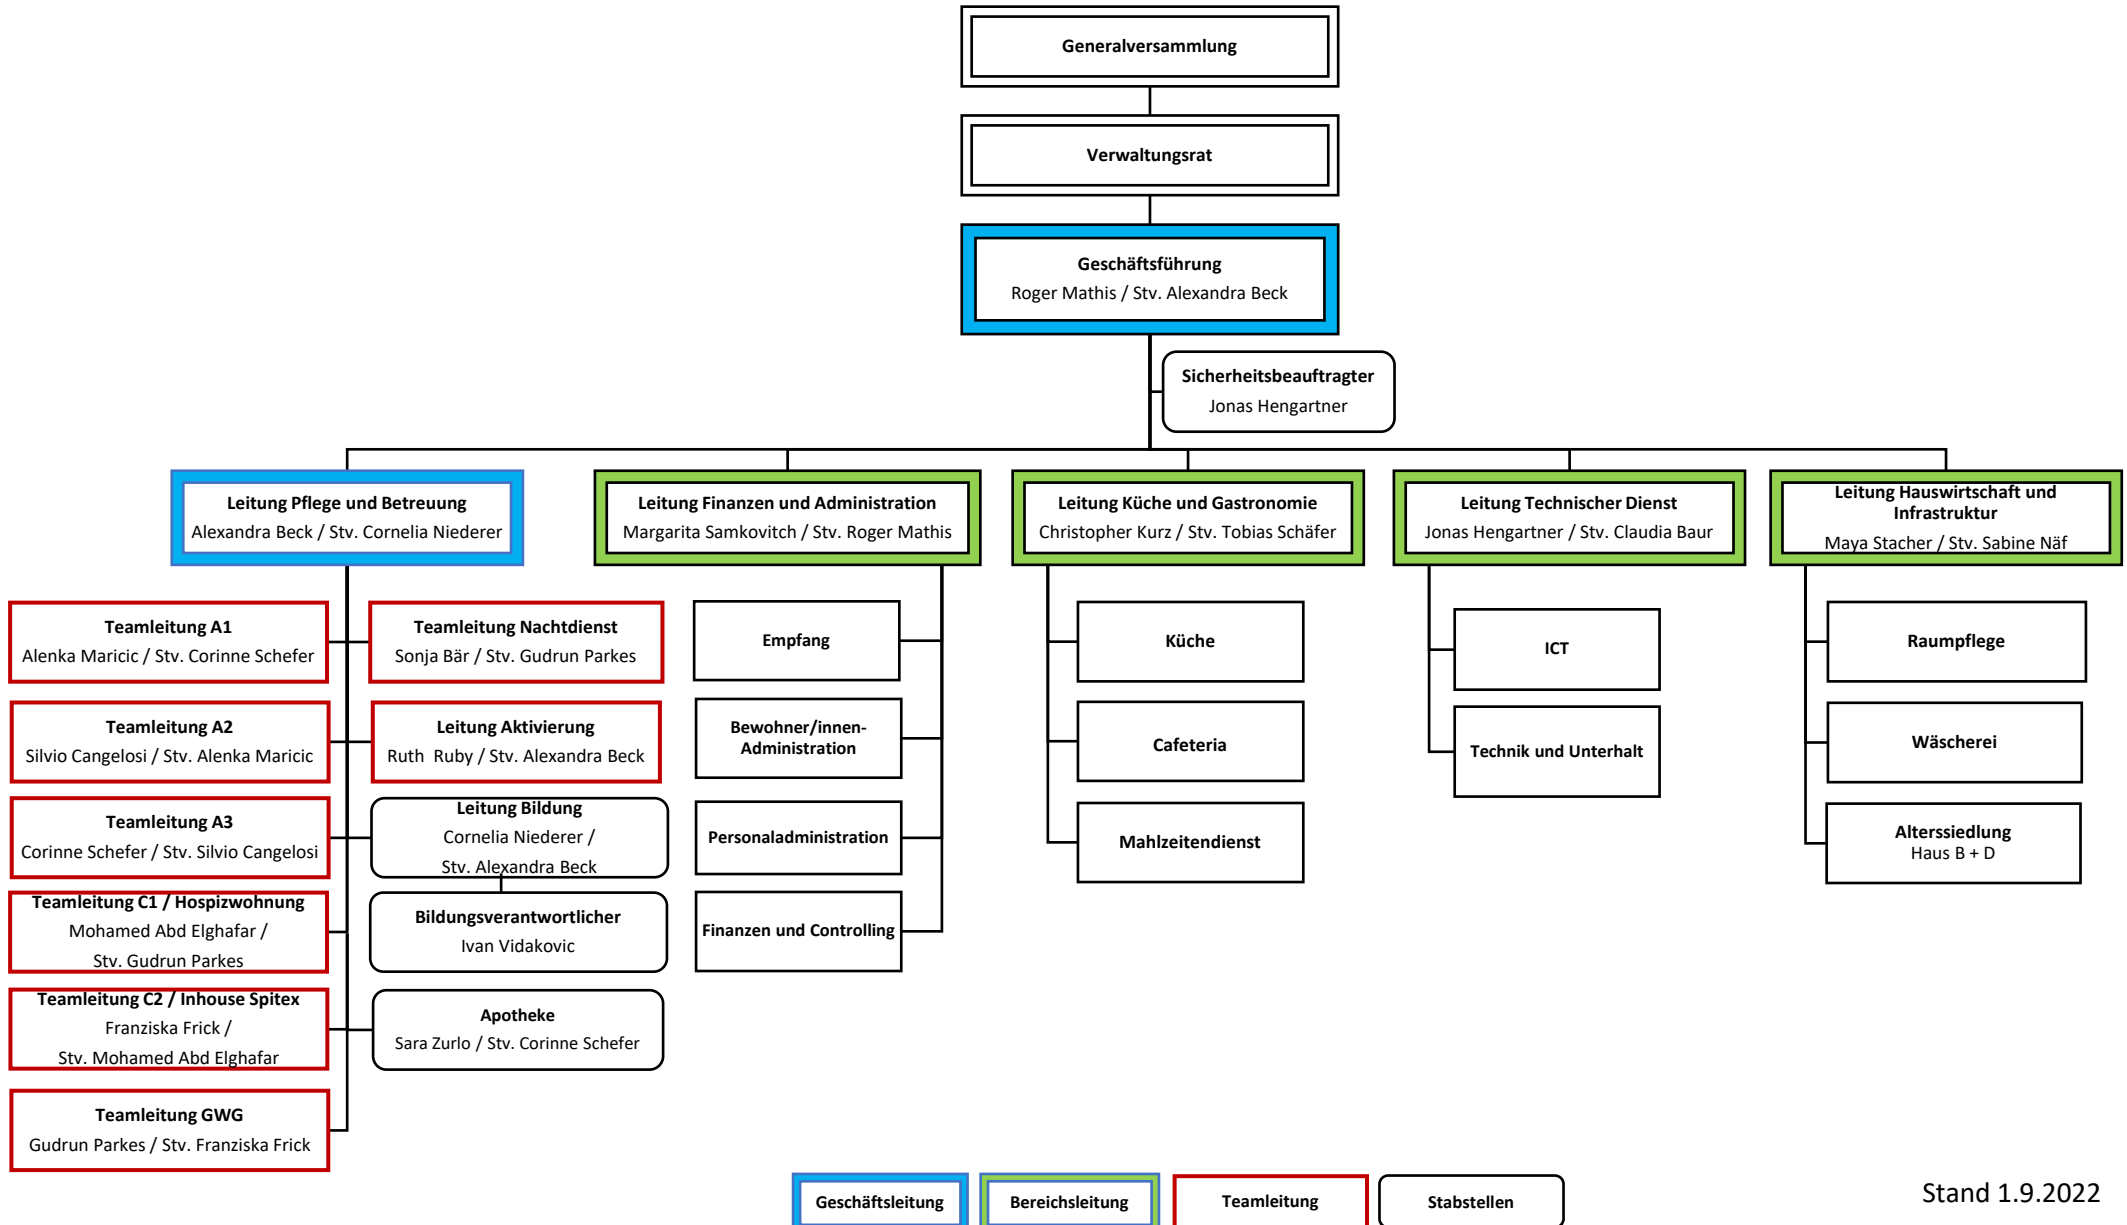 Generalversammlung
Verwaltungsrat
Geschäftsführung
Roger Mathis / Stv. Alexandra Beck
Sicherheitsbeauftragter
Jonas Hengartner
Leitung Pflege und Betreuung
Alexandra Beck / Stv. Cornelia Niederer
Leitung Finanzen und Administration
Margarita Samkovitch / Stv. Roger Mathis
Leitung Küche und Gastronomie
Christopher Kurz / Stv. Tobias Schäfer
Leitung Technischer Dienst
Jonas Hengartner / Stv. Claudia Baur
Leitung Hauswirtschaft und
Infrastruktur
Maya Stacher / Stv. Sabine Näf
Teamleitung A1
Alenka Maricic / Stv. Corinne Schefer
Teamleitung A2
Silvio Cangelosi / Stv. Alenka Maricic
Teamleitung A3
Corinne Schefer / Stv. Silvio Cangelosi
Teamleitung C1 / Hospizwohnung
Mohamed Abd Elghafar /
Stv. Gudrun Parkes
Teamleitung C2 / Inhouse Spitex
Franziska Frick /
Stv. Mohamed Abd Elghafar
Teamleitung GWG
Gudrun Parkes / Stv. Franziska Frick
Teamleitung Nachtdienst
Sonja Bär / Stv. Gudrun Parkes
Leitung Aktivierung
Ruth Ruby / Stv. Alexandra Beck
Leitung Bildung
Cornelia Niederer /
Stv. Alexandra Beck
Bildungsverantwortlicher
Ivan Vidakovic
Apotheke
Sara Zurlo / Stv. Corinne Schefer
Empfang
Bewohner/innen-
Administration
Personaladministration
Finanzen und Controlling
Küche
Cafeteria
Mahlzeitendienst
ICT
Technik und Unterhalt
Raumpflege
Wäscherei
Alterssiedlung
Haus B + D
Geschäftsleitung
Bereichsleitung
Teamleitung
Stabstellen
Stand 1.9.2022